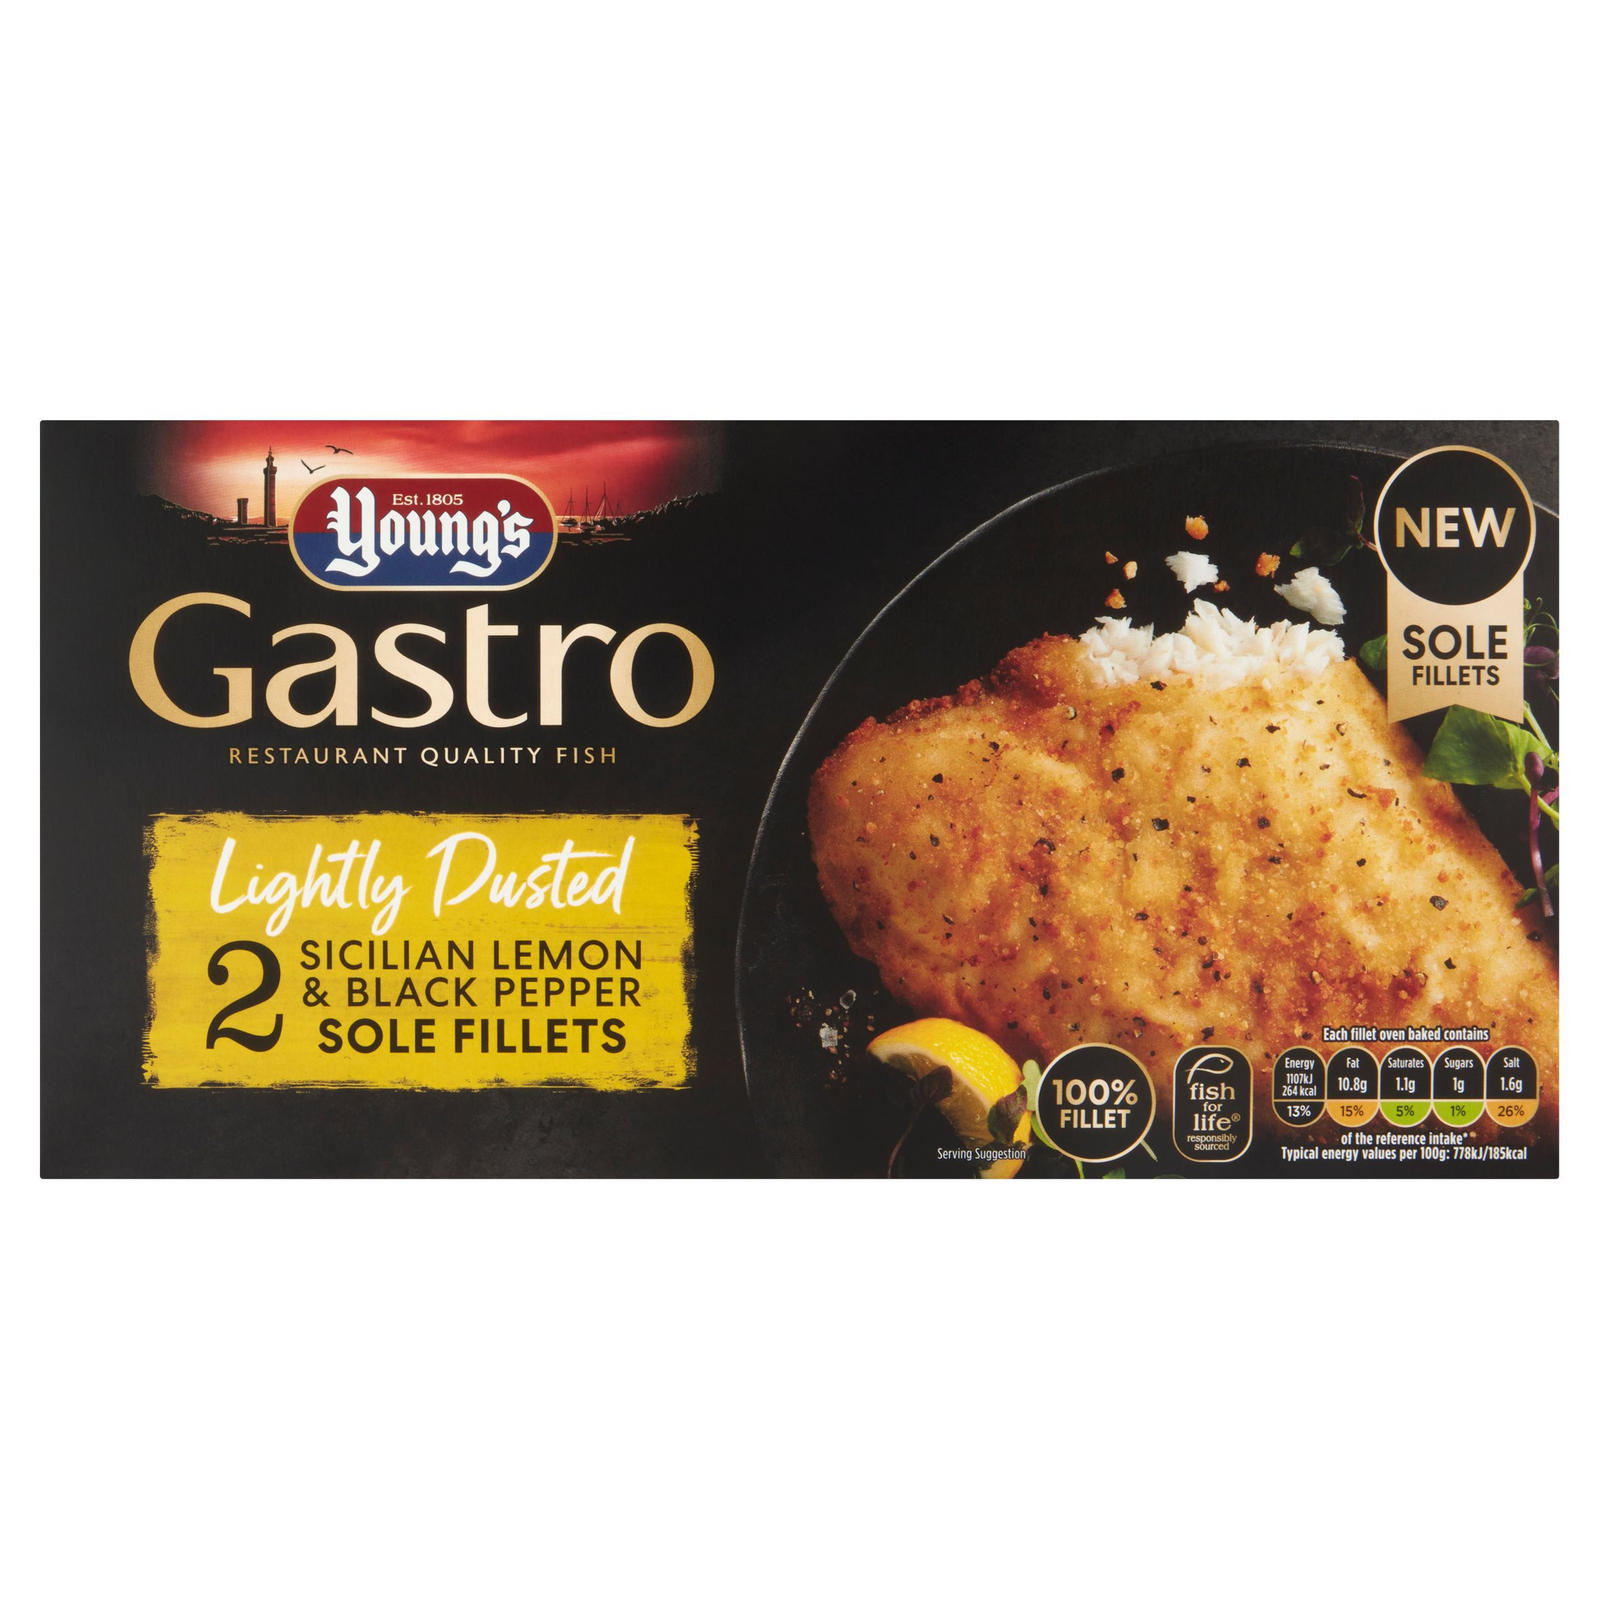 Est. 1805
Young's
Gastro
RESTAURANT QUALITY FISH
Lightly Dusted
2 SICILIAN LEMON
& BLACK PEPPER
SOLE FILLETS
NEW
SOLE
FILLETS
Serving Suggestion
100%
FILLET
fish
for
life®
responsibly
sourced
Each fillet oven baked contains
Energy Fat Saturates Sugars Salt
1107kJ
264 kcal 10.8g 1.1g 1g 1.6g
13% 15% 5% 1% 26%
of the reference intake*
Typical energy values per 100g: 778kJ/185kcal